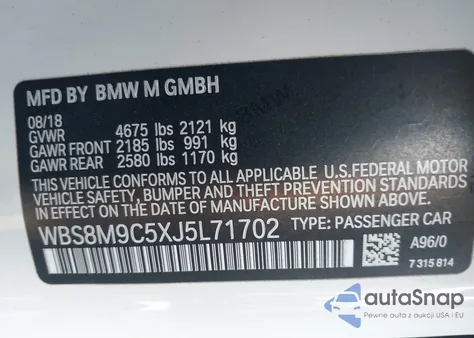 MFD BY BMW M GMBH
08/18
GVWR 4675 lbs 2121 kg
GAWR FRONT 2185 lbs 991 kg
GAWR REAR 2580 lbs 1170 kg
THIS VEHICLE CONFORMS TO ALL APPLICABLE U.S.FEDERAL MOTOR
VEHICLE SAFETY, BUMPER AND THEFT PREVENTION STANDARDS IN
EFFECT ON THE DATE OF MANUFACTURE SHOWN ABOVE.
WBS8M9C5XJ5L71702 TYPE: PASSENGER CAR
A96/0
7 315 814
autoSnap
Pewne auta z USA i EU